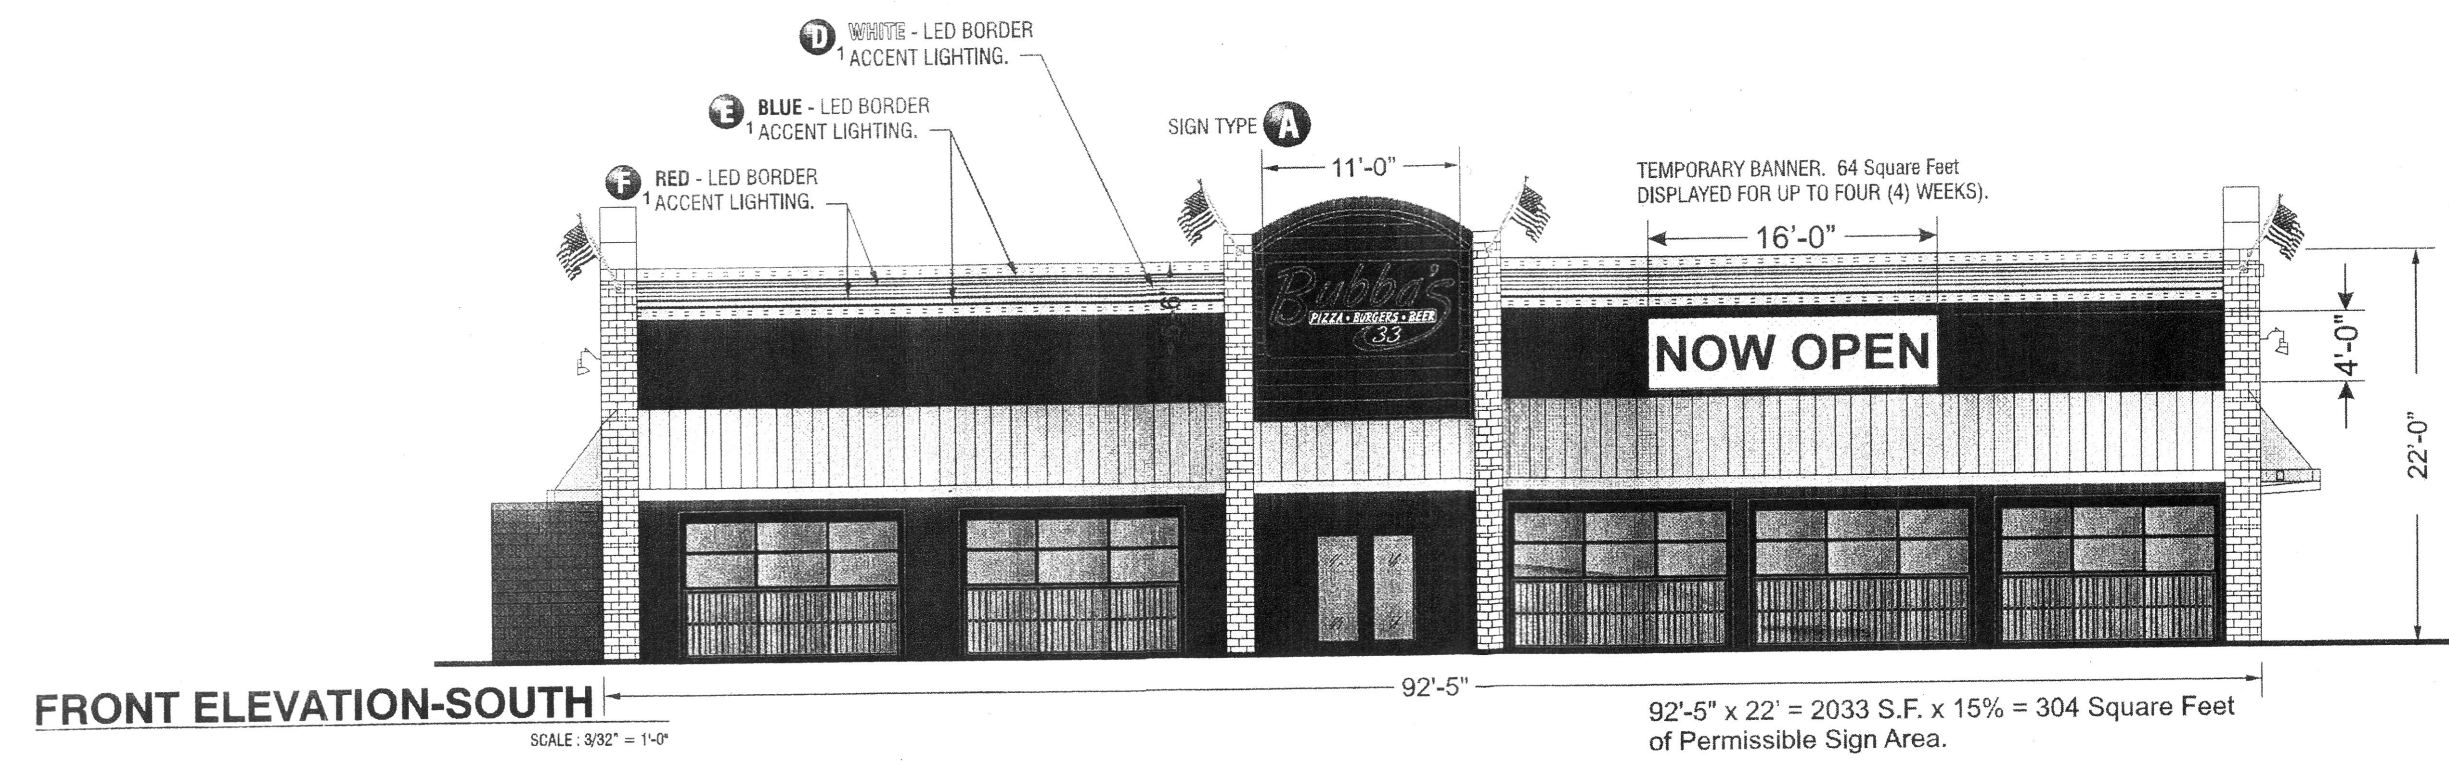 D WHITE - LED BORDER
1 ACCENT LIGHTING.
E BLUE - LED BORDER
1 ACCENT LIGHTING.
F RED - LED BORDER
1 ACCENT LIGHTING.
SIGN TYPE A
11'-0"
TEMPORARY BANNER. 64 Square Feet
DISPLAYED FOR UP TO FOUR (4) WEEKS).
16'-0"
Bubba's
PIZZA • BURGERS • BEER
33
NOW OPEN
4'-0"
22'-0"
92'-5"
FRONT ELEVATION-SOUTH
SCALE : 3/32" = 1'-0"
92'-5" x 22' = 2033 S.F. x 15% = 304 Square Feet
of Permissible Sign Area.